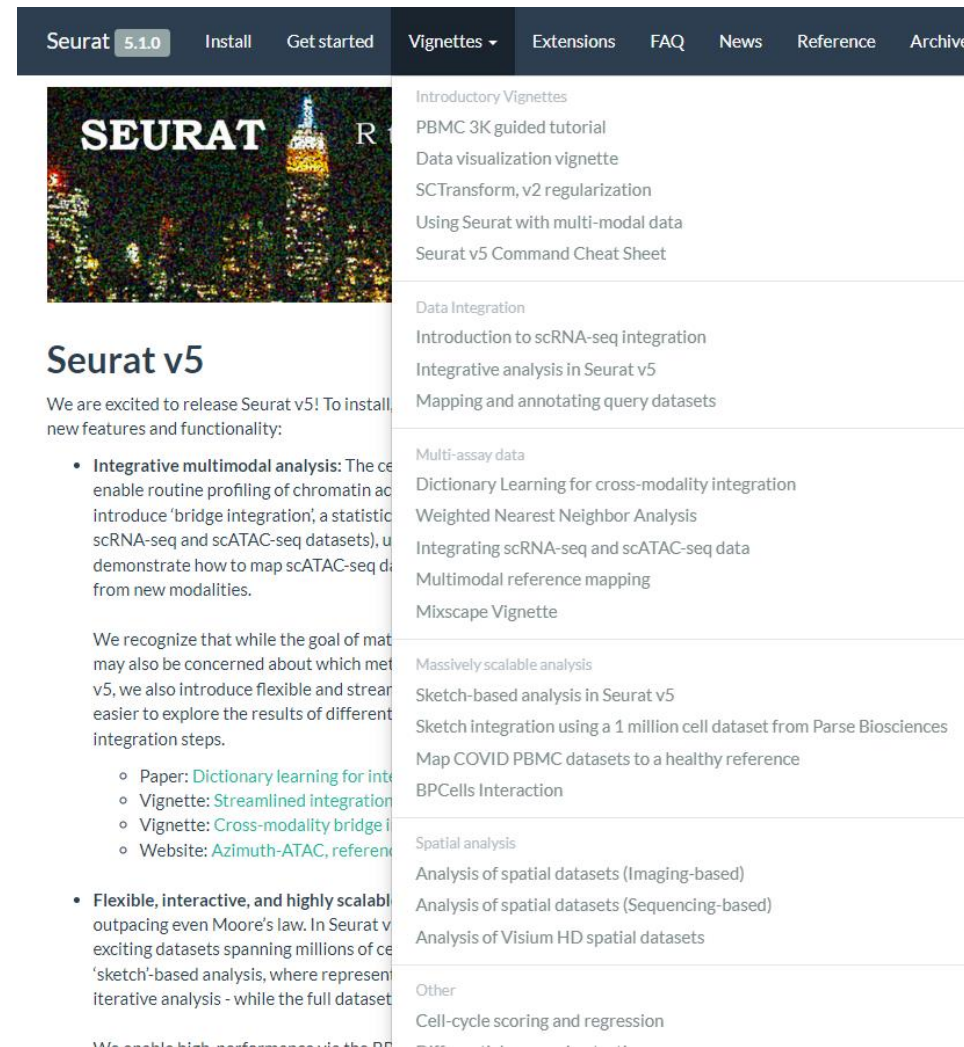 Seurat 5.1.0 Install Get started Vignettes Extensions FAQ News Reference Archive
SEURAT R
Seurat v5
We are excited to release Seurat v5! To install,
new features and functionality:
• Integrative multimodal analysis: The ce
enable routine profiling of chromatin ac
introduce ‘bridge integration’, a statistic
scRNA-seq and scATAC-seq datasets), u
demonstrate how to map scATAC-seq da
from new modalities.
We recognize that while the goal of mat
may also be concerned about which met
v5, we also introduce flexible and strear
easier to explore the results of different
integration steps.
Paper: Dictionary learning for inte
Vignette: Streamlined integration
Vignette: Cross-modality bridge i
Website: Azimuth-ATAC, referenc
• Flexible, interactive, and highly scalabl
outpacing even Moore’s law. In Seurat v
exciting datasets spanning millions of ce
‘sketch’-based analysis, where represent
iterative analysis - while the full dataset
Introductory Vignettes
PBMC 3K guided tutorial
Data visualization vignette
SCTransform, v2 regularization
Using Seurat with multi-modal data
Seurat v5 Command Cheat Sheet
Data Integration
Introduction to scRNA-seq integration
Integrative analysis in Seurat v5
Mapping and annotating query datasets
Multi-assay data
Dictionary Learning for cross-modality integration
Weighted Nearest Neighbor Analysis
Integrating scRNA-seq and scATAC-seq data
Multimodal reference mapping
Mixscape Vignette
Massively scalable analysis
Sketch-based analysis in Seurat v5
Sketch integration using a 1 million cell dataset from Parse Biosciences
Map COVID PBMC datasets to a healthy reference
BPCells Interaction
Spatial analysis
Analysis of spatial datasets (Imaging-based)
Analysis of spatial datasets (Sequencing-based)
Analysis of Visium HD spatial datasets
Other
Cell-cycle scoring and regression